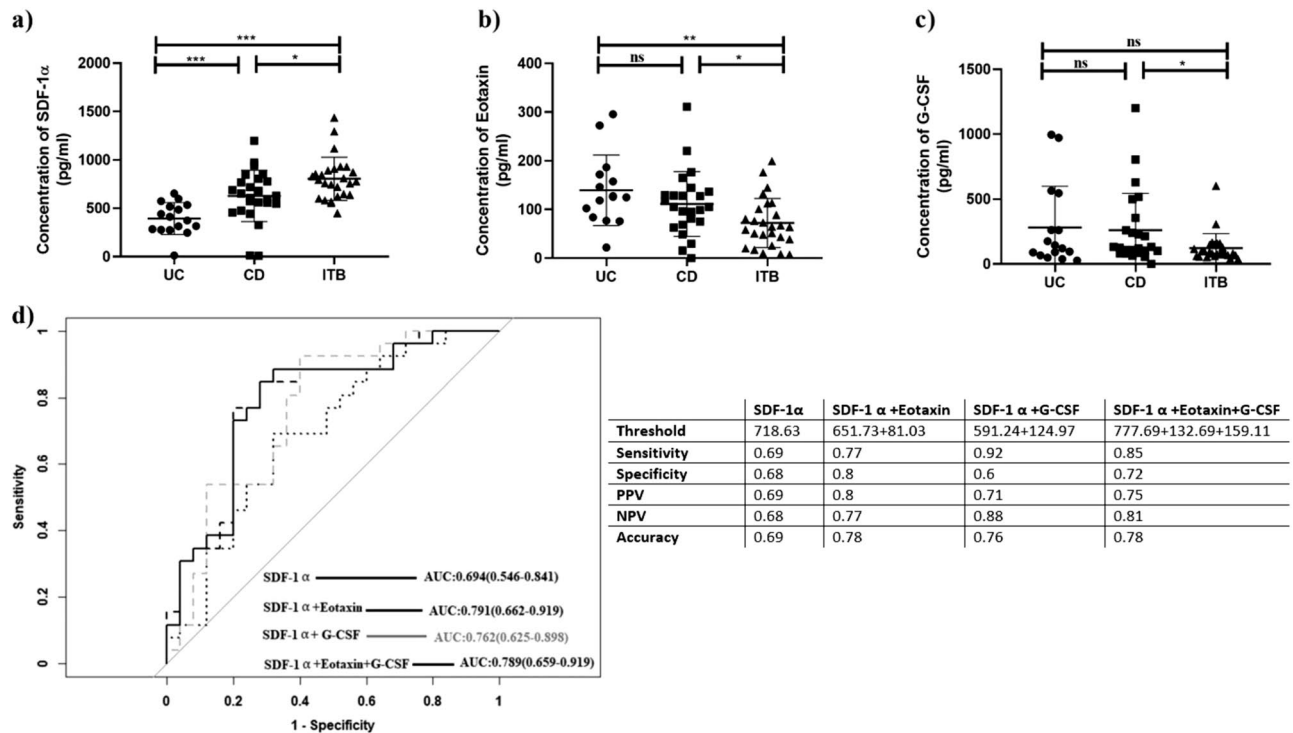 a)
***
***
*
Concentration of SDF-1α
(pg/ml)
2000
1500
1000
500
0
UC
CD
ITB
b)
**
ns
*
Concentration of Eotaxin
(pg/ml)
400
300
200
100
0
UC
CD
ITB
c)
ns
ns
*
Concentration of G-CSF
(pg/ml)
1500
1000
500
0
UC
CD
ITB
d)
Sensitivity
1
0.8
0.6
0.4
0.2
0
SDF-1 α AUC:0.694(0.546-0.841)
SDF-1 α +Eotaxin AUC:0.791(0.662-0.919)
SDF-1 α + G-CSF AUC:0.762(0.625-0.898)
SDF-1 α +Eotaxin+G-CSF AUC:0.789(0.659-0.919)
0 0.2 0.4 0.6 0.8 1
1 - Specificity
SDF-1α SDF-1 α +Eotaxin SDF-1 α +G-CSF SDF-1 α +Eotaxin+G-CSF
Threshold 718.63 651.73+81.03 591.24+124.97 777.69+132.69+159.11
Sensitivity 0.69 0.77 0.92 0.85
Specificity 0.68 0.8 0.6 0.72
PPV 0.69 0.8 0.71 0.75
NPV 0.68 0.77 0.88 0.81
Accuracy 0.69 0.78 0.76 0.78